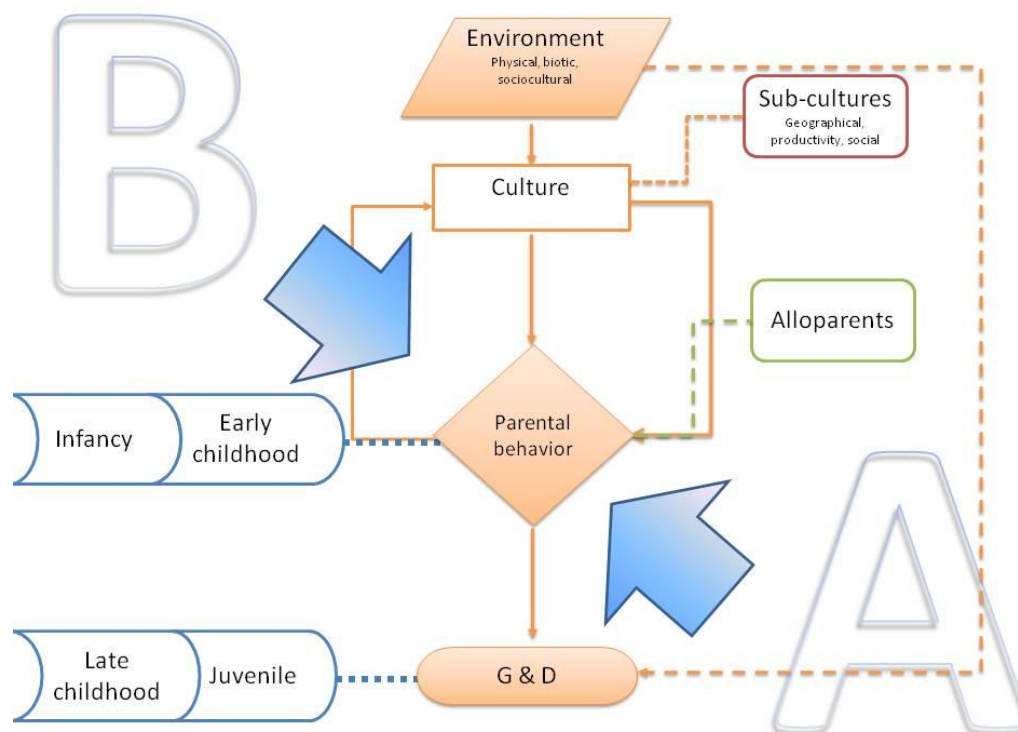 B
Environment
Physical, biotic,
sociocultural
Sub-cultures
Geographical,
productivity, social
Culture
Alloparents
Infancy
Early
childhood
Parental
behavior
Late
childhood
Juvenile
G & D
A